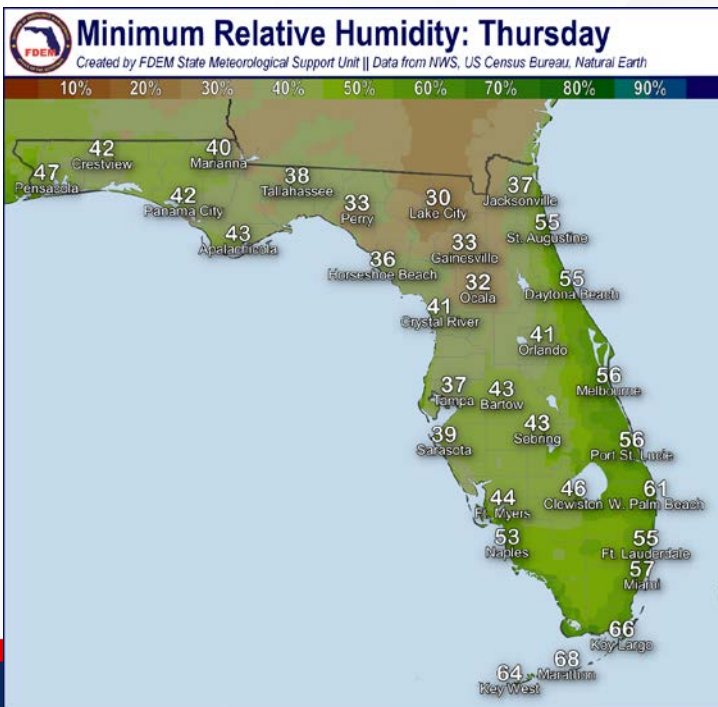 FDEM
Minimum Relative Humidity: Thursday
Created by FDEM State Meteorological Support Unit || Data from NWS, US Census Bureau, Natural Earth
10% 20% 30% 40% 50% 60% 70% 80% 90%
42
Crestview
40
Marianna
47
Pensacola
38
Tallahassee
37
Jacksonville
42
Panama City
33
Perry
30
Lake City
55
St. Augustine
43
Apalachicola
33
Gainesville
36
Horseshoe Beach
32
Ocala
55
Daytona Beach
41
Crystal River
41
Orlando
37
Tampa
43
Bartow
56
Melbourne
39
Sarasota
43
Sebring
56
Port St. Lucie
44
Ft. Myers
46
Clewiston
61
W. Palm Beach
53
Naples
55
Ft. Lauderdale
57
Miami
66
Key Largo
68
Marathon
64
Key West